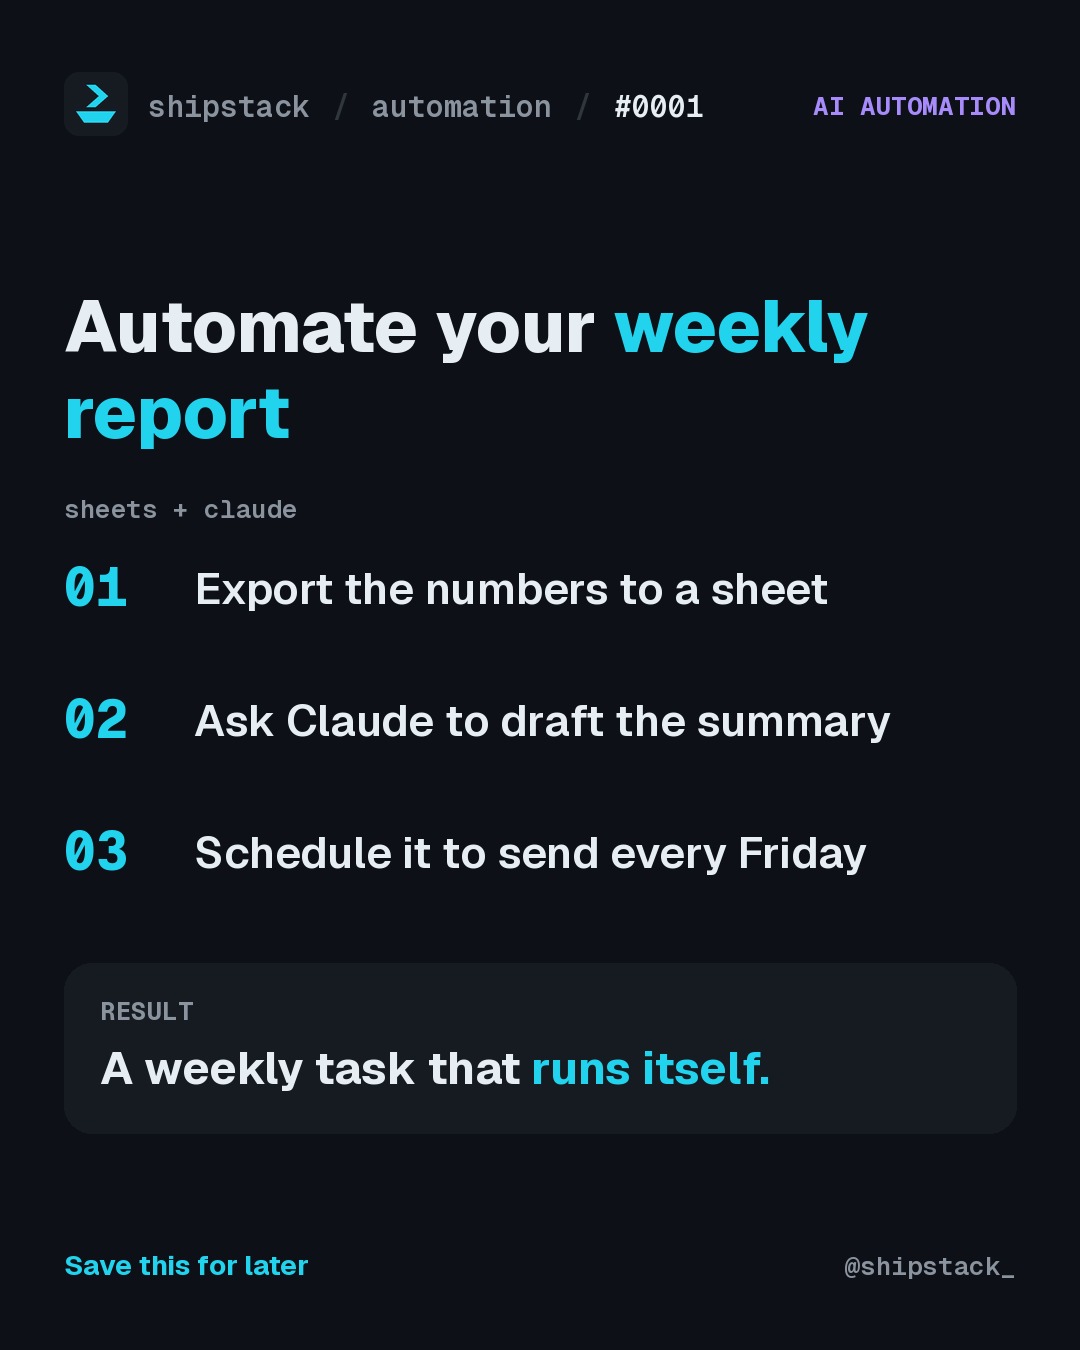 shipstack / automation / #0001
AI AUTOMATION
Automate your weekly
report
sheets + claude
01 Export the numbers to a sheet
02 Ask Claude to draft the summary
03 Schedule it to send every Friday
RESULT
A weekly task that runs itself.
Save this for later
@shipstack_